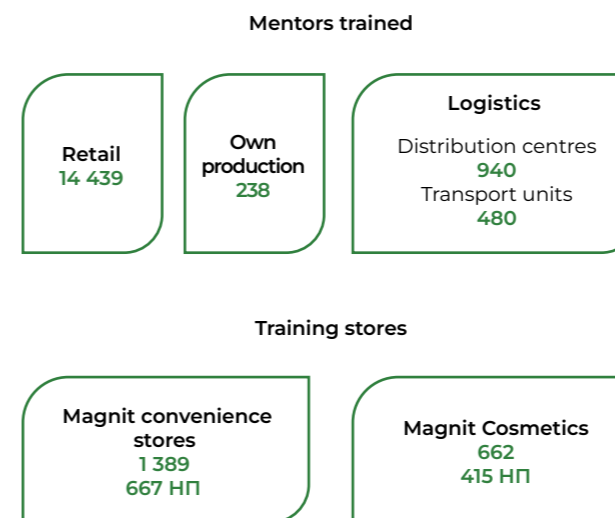 Mentors trained
Retail
14 439
Own
production
238
Logistics
Distribution centres
940
Transport units
480
Training stores
Magnit convenience
stores
1 389
667 НП
Magnit Cosmetics
662
415 НП